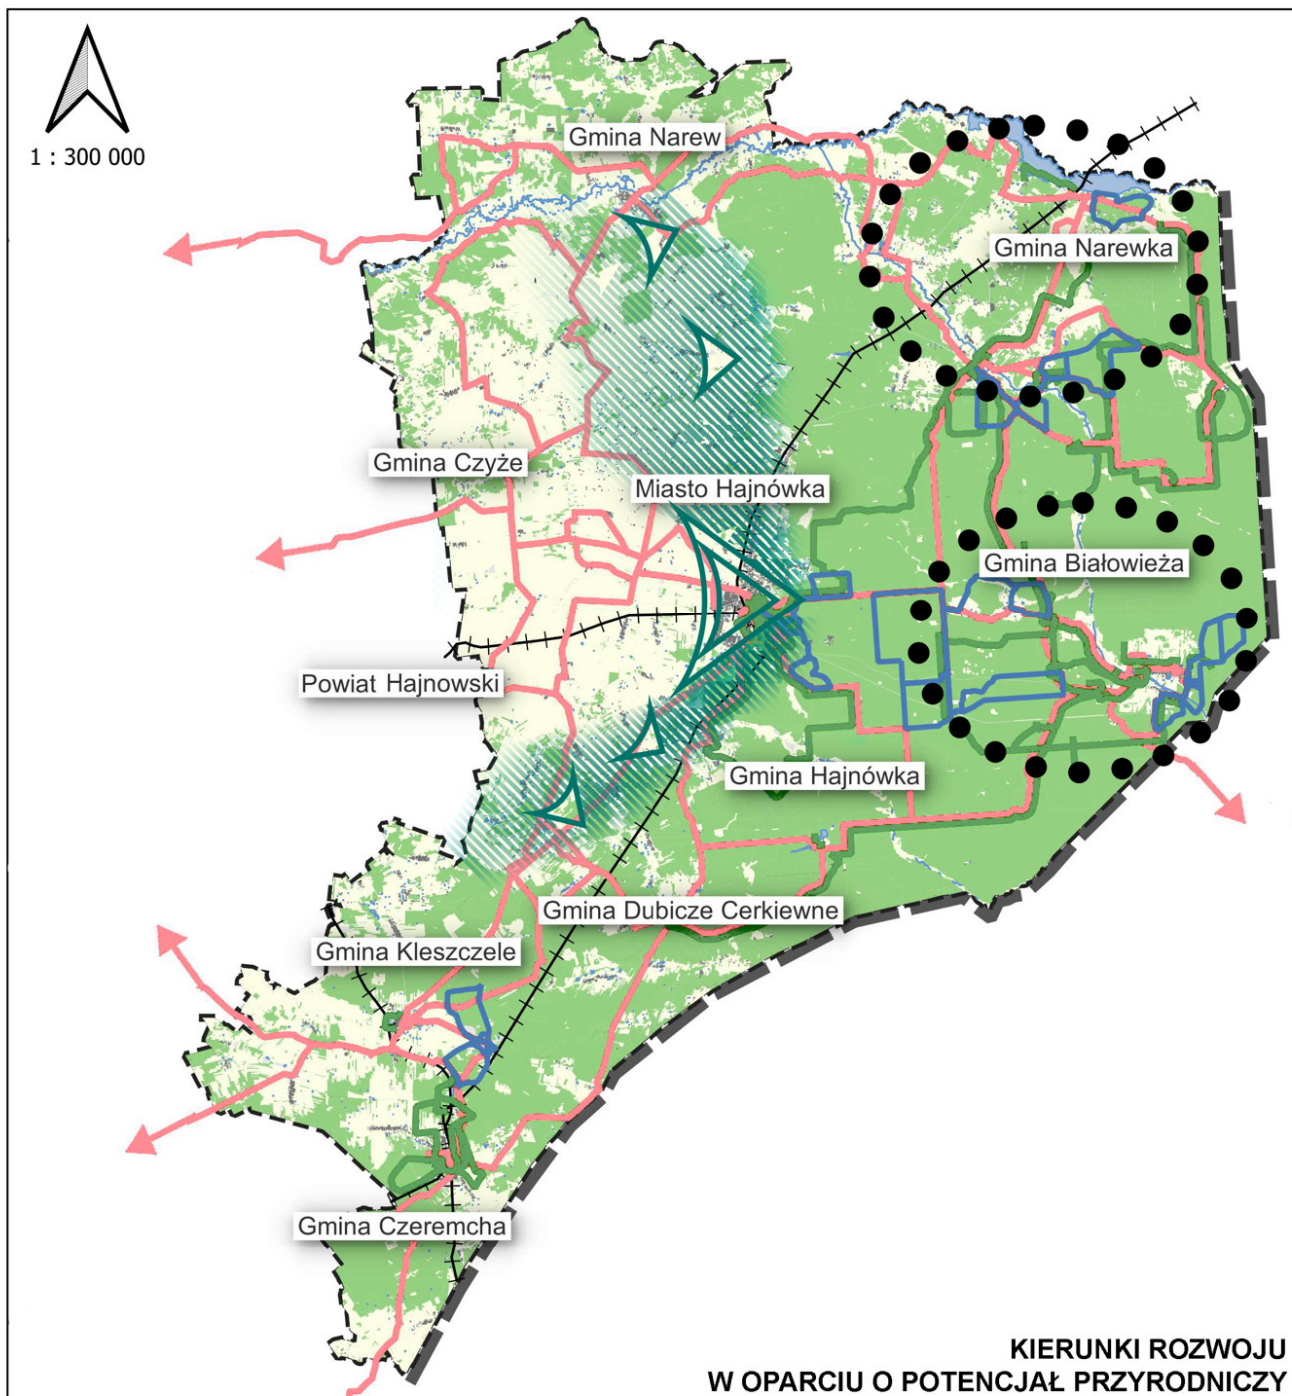 1 : 300 000
Gmina Narew
Gmina Narewka
Gmina Czyże
Miasto Hajnówka
Gmina Białowieża
Powiat Hajnowski
Gmina Hajnówka
Gmina Dubicze Cerkiewne
Gmina Kleszczele
Gmina Czeremcha
KIERUNKI ROZWOJU
W OPARCIU O POTENCJAŁ PRZYRODNICZY